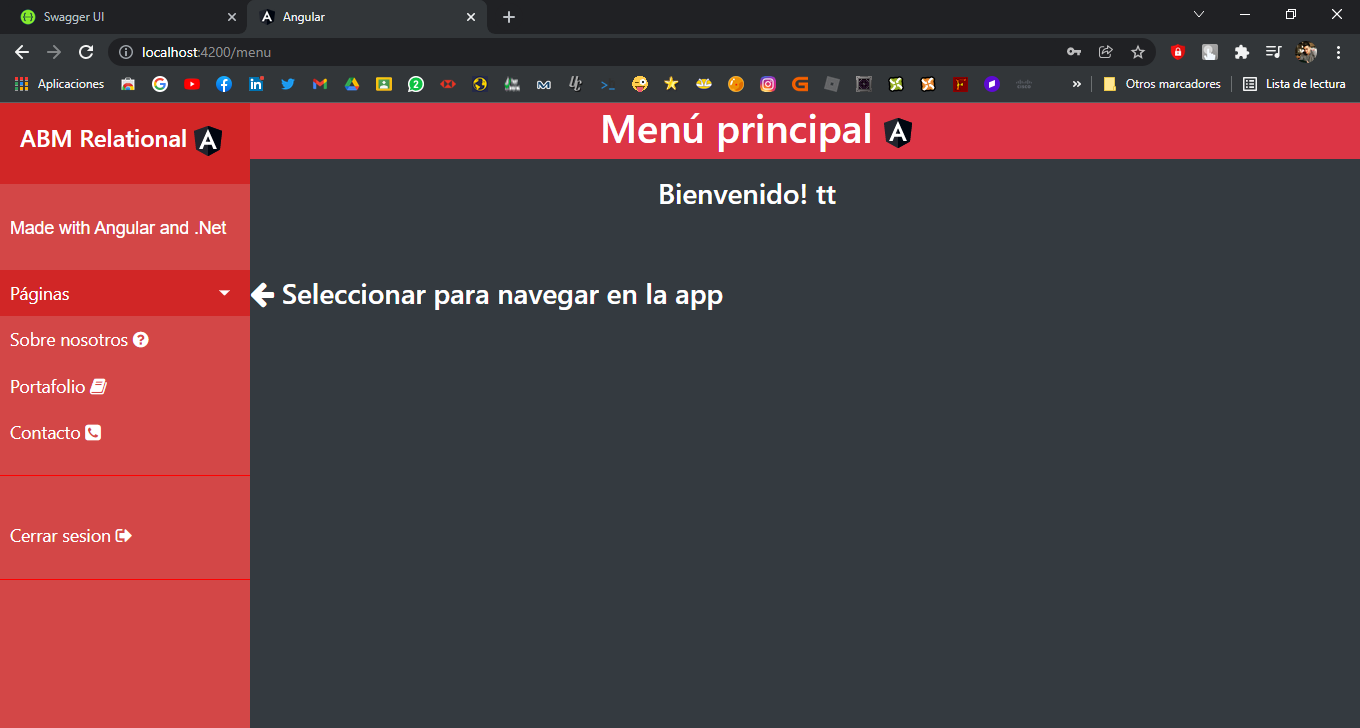 Swagger UI
Angular
localhost:4200/menu
Aplicaciones
Otros marcadores
Lista de lectura
ABM Relational
Menú principal
Bienvenido! tt
Made with Angular and .Net
Páginas
Seleccionar para navegar en la app
Sobre nosotros
Portafolio
Contacto
Cerrar sesion